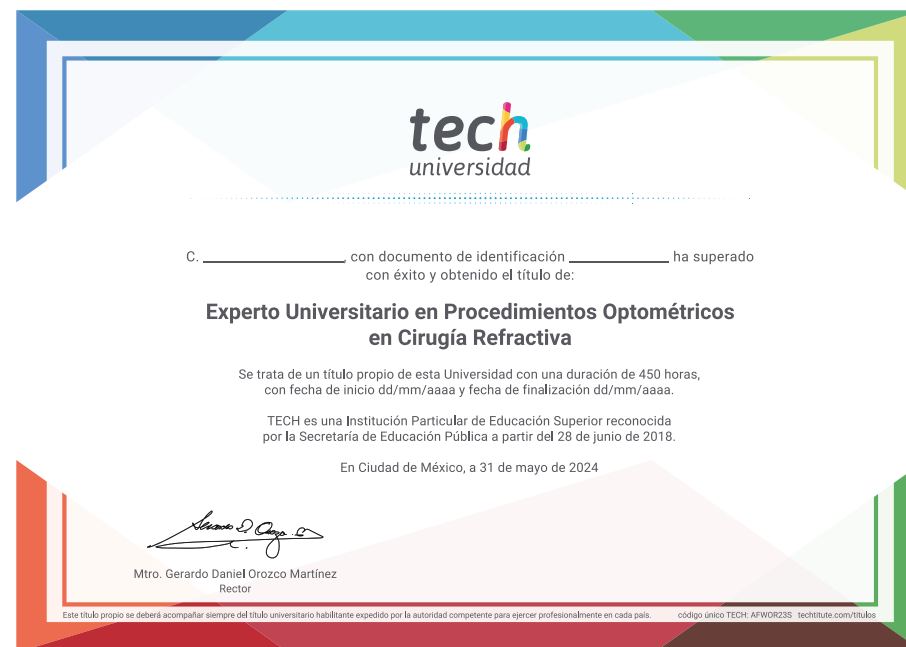 tech
universidad
C. ____________________, con documento de identificación ______________ ha superado
con éxito y obtenido el título de:
Experto Universitario en Procedimientos Optométricos
en Cirugía Refractiva
Se trata de un título propio de esta Universidad con una duración de 450 horas,
con fecha de inicio dd/mm/aaaa y fecha de finalización dd/mm/aaaa.
TECH es una Institución Particular de Educación Superior reconocida
por la Secretaría de Educación Pública a partir del 28 de junio de 2018.
En Ciudad de México, a 31 de mayo de 2024
Mtro. Gerardo Daniel Orozco Martínez
Rector
Este título propio se deberá acompañar siempre del título universitario habilitante expedido por la autoridad competente para ejercer profesionalmente en cada país. código único TECH: AFWOR23S techtitute.com/titulos